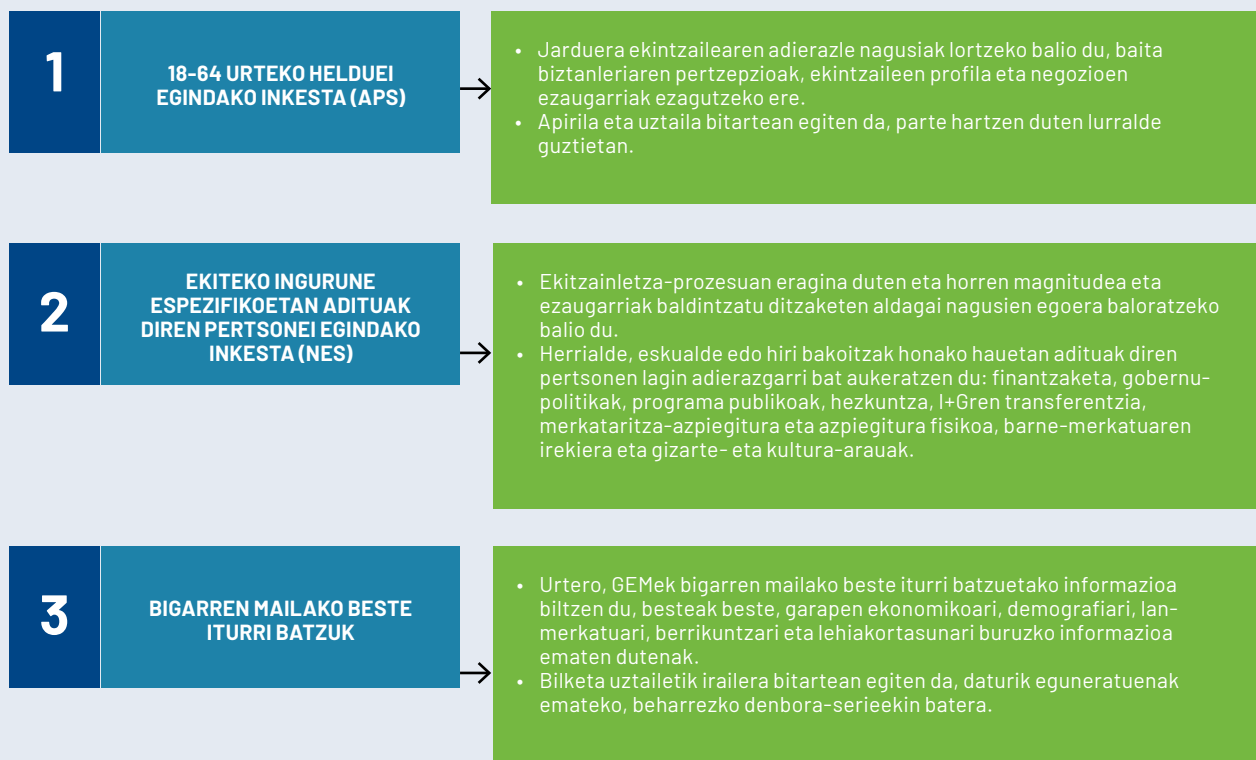 1
18-64 URTEKO HELDUEI
EGINDAKO INKESTA (APS)
• Jarduera ekintzailearen adierazle nagusiak lortzeko balio du, baita
biztanleriaren pertzepzioak, ekintzaileen profila eta negozioen
ezaugarriak ezagutzeko ere.
• Apirila eta uztaila bitartean egiten da, parte hartzen duten lurralde
guztietan.
2
EKITEKO INGURUNE
ESPEZIFIKOETAN ADITUAK
DIREN PERTSONEI EGINDAKO
INKESTA (NES)
• Ekitzainletza-prozesuan eragina duten eta horren magnitudea eta
ezaugarriak baldintzatu ditzaketen aldagai nagusien egoera baloratzeko
balio du.
• Herrialde, eskualde edo hiri bakoitzak honako hauetan adituak diren
pertsonen lagin adierazgarri bat aukeratzen du: finantzaketa, gobernu-
politikak, programa publikoak, hezkuntza, I+Gren transferentzia,
merkataritza-azpiegitura eta azpiegitura fisikoa, barne-merkatuaren
irekiera eta gizarte- eta kultura-arauak.
3
BIGARREN MAILAKO BESTE
ITURRI BATZUK
• Urtero, GEMek bigarren mailako beste iturri batzuetako informazioa
biltzen du, besteak beste, garapen ekonomikoari, demografiari, lan-
merkatuari, berrikuntzari eta lehiakortasunari buruzko informazioa
ematen dutenak.
• Bilketa uztailetik irailera bitartean egiten da, daturik eguneratuenak
emateko, beharrezko denbora-serieekin batera.